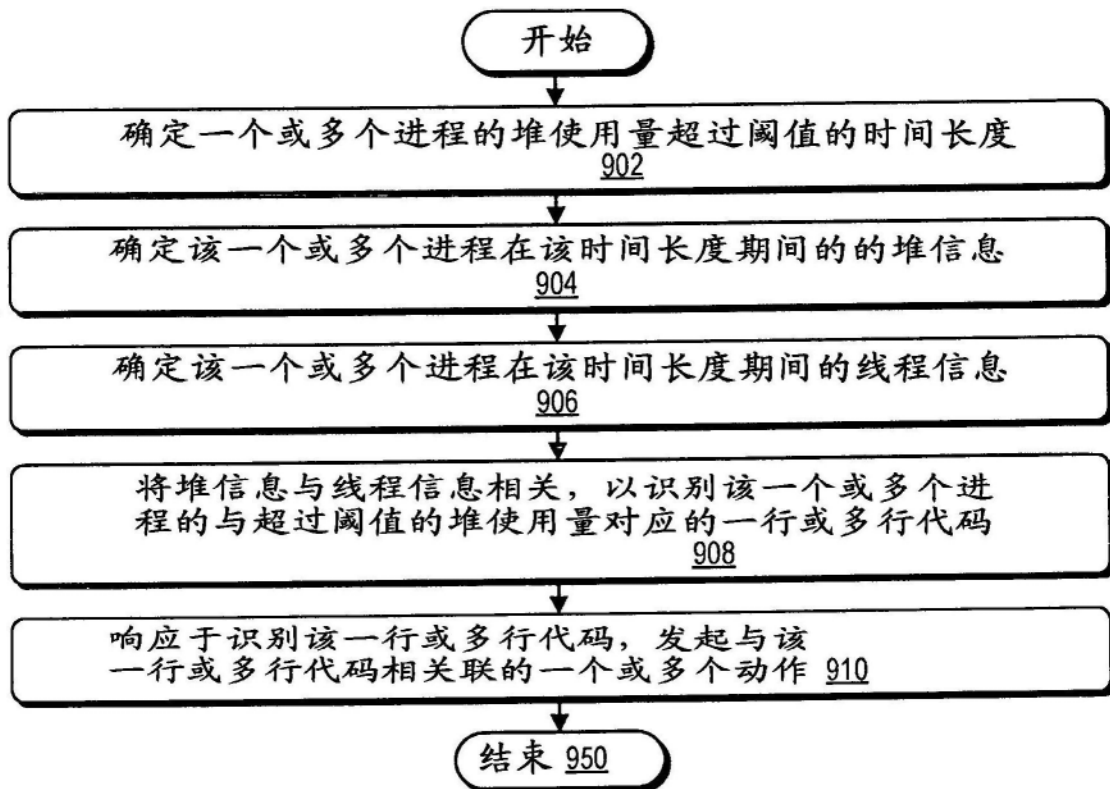 开始
确定一个或多个进程的堆使用量超过阈值的时间长度
902
确定该一个或多个进程在该时间长度期间的的堆信息
904
确定该一个或多个进程在该时间长度期间的线程信息
906
将堆信息与线程信息相关，以识别该一个或多个进
程的与超过阈值的堆使用量对应的一行或多行代码
908
响应于识别该一行或多行代码，发起与该
一行或多行代码相关联的一个或多个动作 910
结束 950